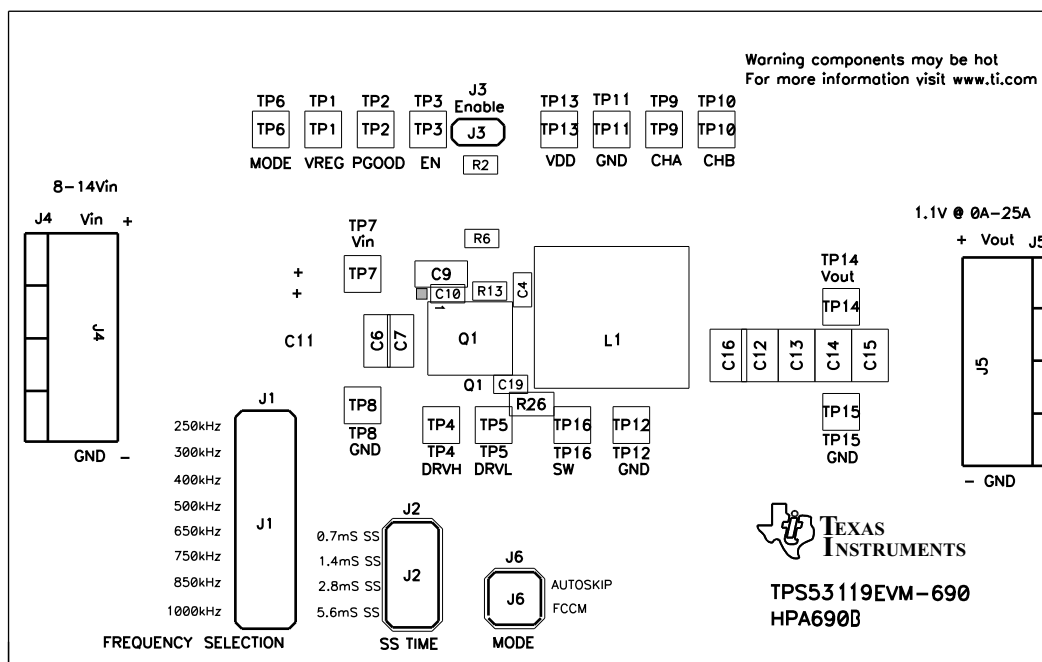 Warning components may be hot
For more information visit www.ti.com
J3
TP6 TP1 TP2 TP3 Enable TP13 TP11 TP9 TP10
TP6 TP1 TP2 TP3 J3 TP13 TP11 TP9 TP10
MODE VREG PGOOD EN R2 VDD GND CHA CHB
8-14Vin
J4 Vin +
1.1V @ 0A-25A
+ Vout J5
TP7
Vin
R6
TP14
Vout
+ TP7 C9
+ C10 R13 C4
TP14
J4
C11 C6 C7 Q1 L1 C16 C12 C13 C14 C15
J5
Q1 C19
J1 TP8 R26
TP4 TP5 TP16 TP12 TP15
TP8
GND
TP4 TP5 TP16 TP12
DRVH DRVL SW GND
TP15
GND
GND -
- GND
250kHz
300kHz
400kHz
500kHz
650kHz
750kHz
850kHz
1000kHz
J1
FREQUENCY SELECTION
J2
0.7mS SS
1.4mS SS
2.8mS SS
5.6mS SS
J2
SS TIME
J6
AUTOSKIP
J6
FCCM
MODE
TEXAS
INSTRUMENTS
TPS53119EVM-690
HPA690B